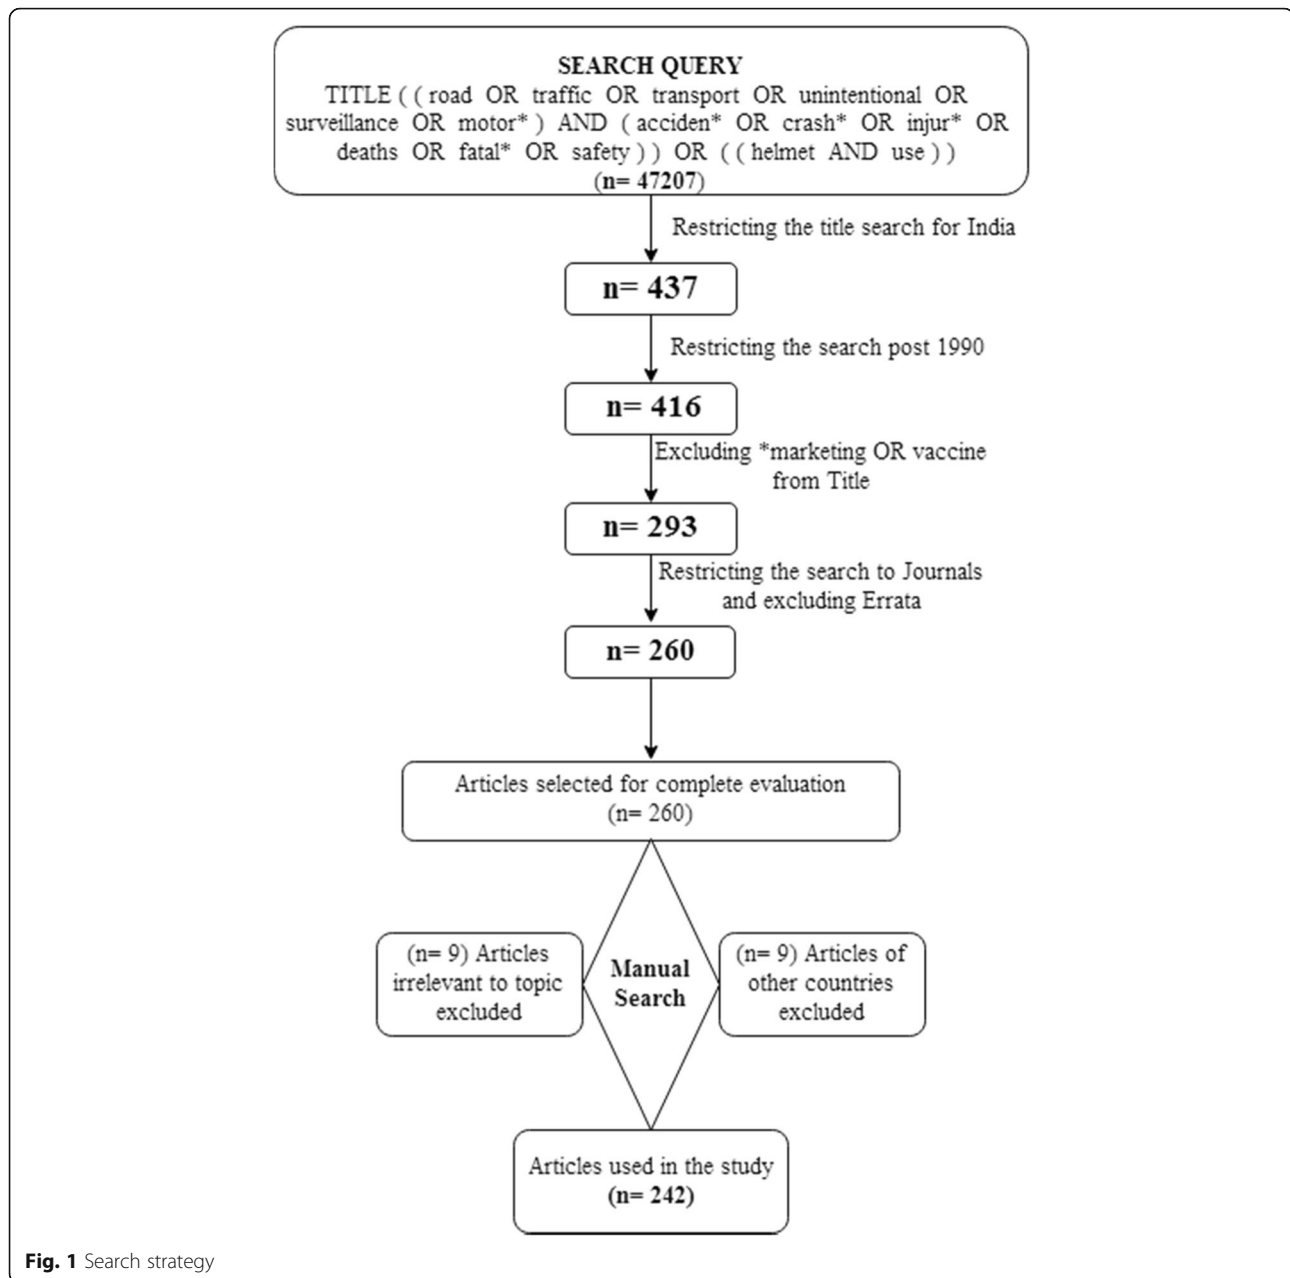 SEARCH QUERY
TITLE ( ( road OR traffic OR transport OR unintentional OR
surveillance OR motor* ) AND ( acciden* OR crash* OR injur* OR
deaths OR fatal* OR safety ) ) OR ( ( helmet AND use ) )
(n= 47207)
Restricting the title search for India
n= 437
Restricting the search post 1990
n= 416
Excluding *marketing OR vaccine
from Title
n= 293
Restricting the search to Journals
and excluding Errata
n= 260
Articles selected for complete evaluation
(n= 260)
(n= 9) Articles
irrelevant to topic
excluded
Manual
Search
(n= 9) Articles of
other countries
excluded
Articles used in the study
(n= 242)
Fig. 1 Search strategy